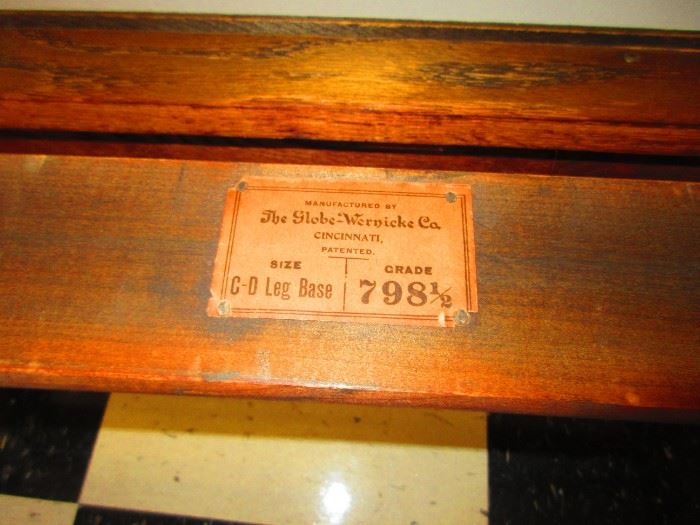 MANUFACTURED BY
The Globe-Wernicke Co.
CINCINNATI,
PATENTED.
SIZE GRADE
C-D Leg Base 798½